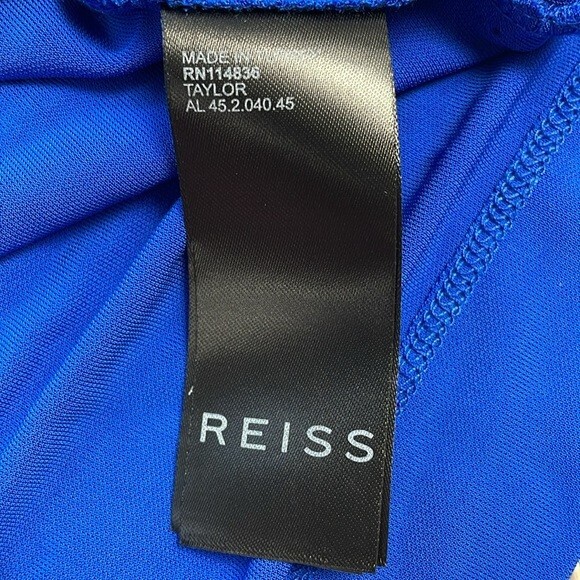 MADE IN
RN114836
TAYLOR
AL 45.2.040.45
REISS